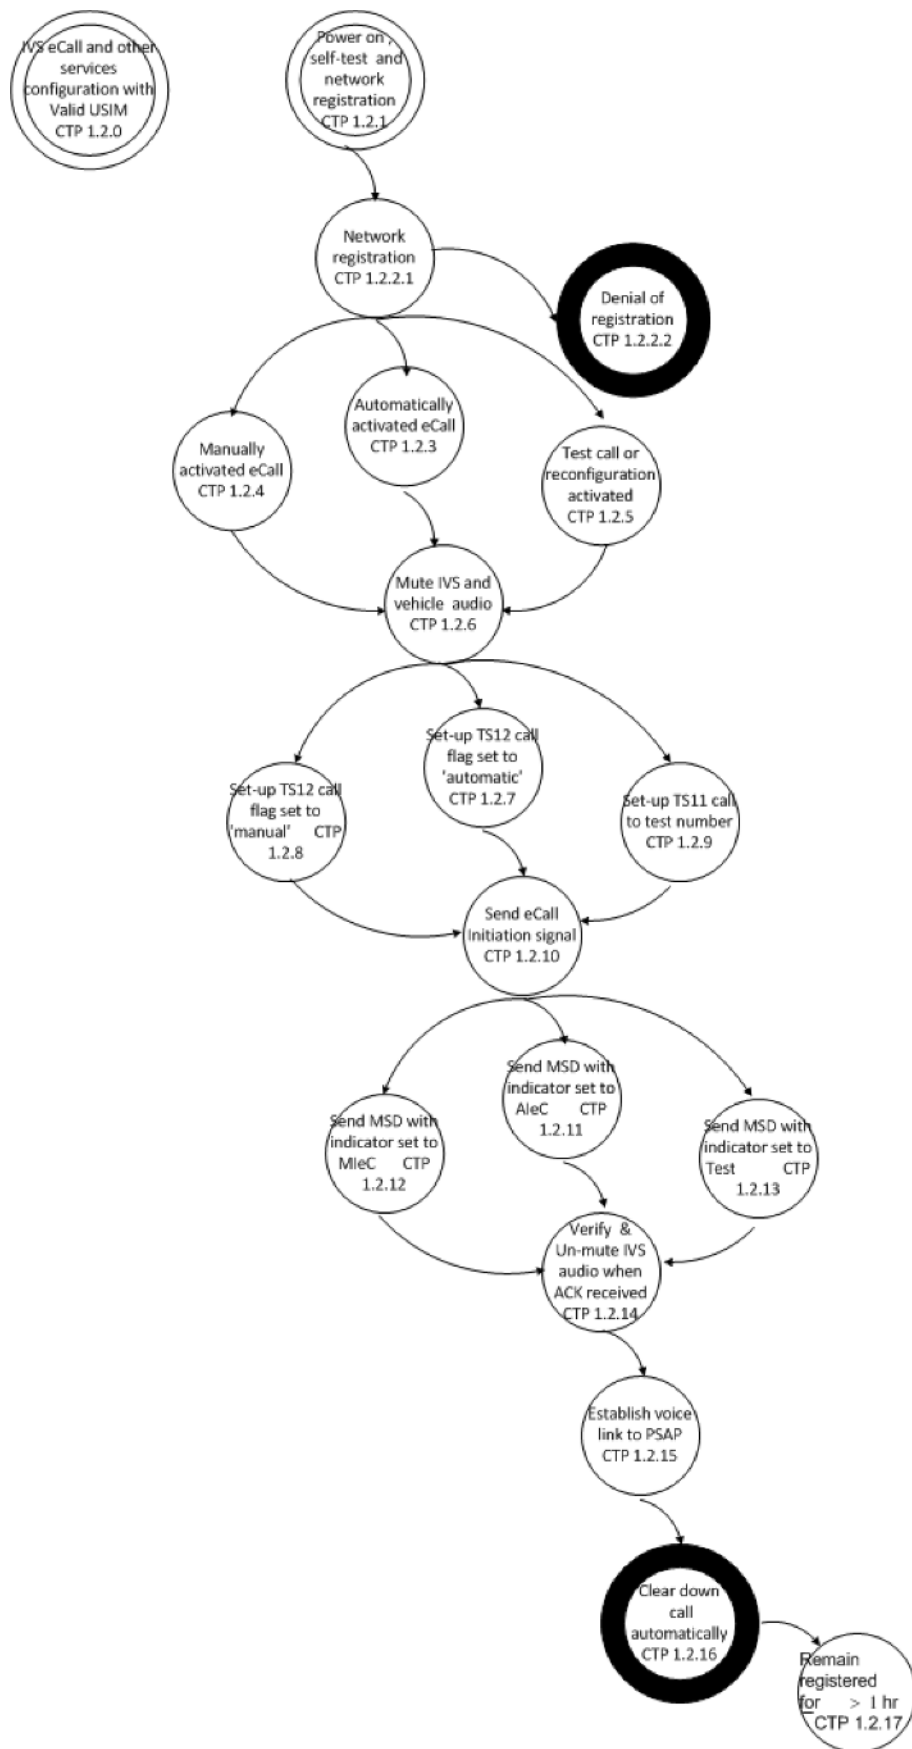 IVS eCall and other
services
configuration with
Valid USIM
CTP 1.2.0
Power on ,
self-test and
network
registration
CTP 1.2.1
Network
registration
CTP 1.2.2.1
Denial of
registration
CTP 1.2.2.2
Automatically
activated eCall
CTP 1.2.3
Manually
activated eCall
CTP 1.2.4
Test call or
reconfiguration
activated
CTP 1.2.5
Mute IVS and
vehicle audio
CTP 1.2.6
Set-up TS12 call
flag set to
'automatic'
CTP 1.2.7
Set-up TS12 call
flag set to
'manual' CTP
1.2.8
Set-up TS11 call
to test number
CTP 1.2.9
Send eCall
Initiation signal
CTP 1.2.10
Send MSD with
indicator set to
AIeC CTP
1.2.11
Send MSD with
indicator set to
MIeC CTP
1.2.12
Send MSD with
indicator set to
Test CTP
1.2.13
Verify &
Un-mute IVS
audio when
ACK received
CTP 1.2.14
Establish voice
link to PSAP
CTP 1.2.15
Clear down
call
automatically
CTP 1.2.16
Remain
registered
for > 1 hr
CTP 1.2.17